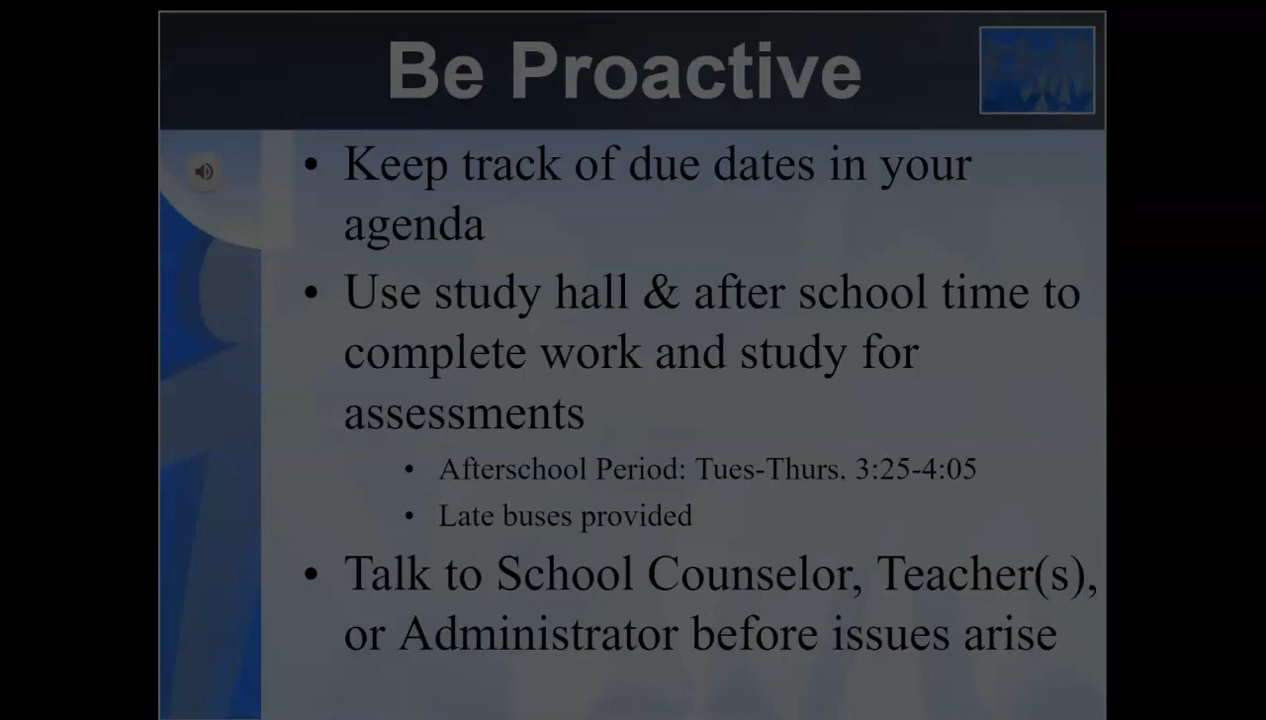 Be Proactive
• Keep track of due dates in your
agenda
• Use study hall & after school time to
complete work and study for
assessments
• Afterschool Period: Tues-Thurs. 3:25-4:05
• Late buses provided
• Talk to School Counselor, Teacher(s),
or Administrator before issues arise